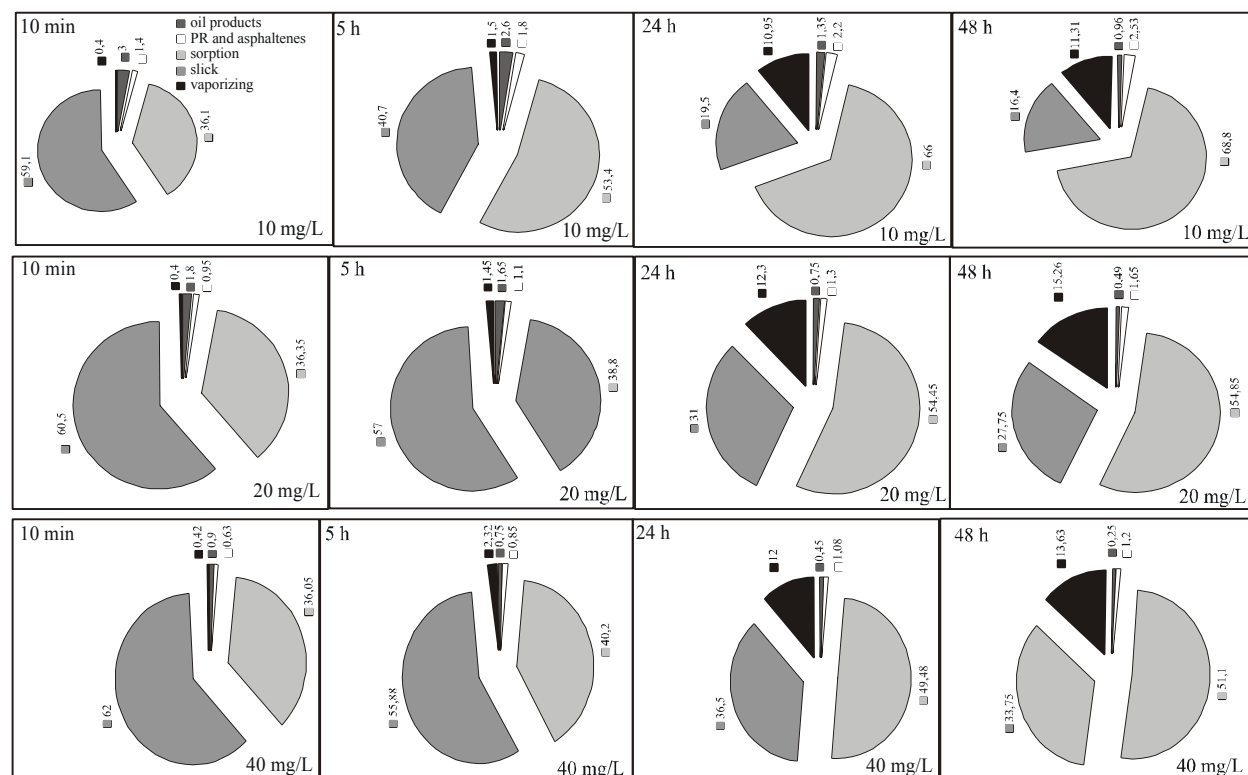 10 min
oil products
PR and asphaltenes
sorption
slick
vaporizing
0,4
3
1,4
36,1
59,1
10 mg/L
5 h
1,5
2,6
1,8
40,7
53,4
10 mg/L
24 h
10,95
1,35
2,2
19,5
66
10 mg/L
48 h
11,31
0,96
2,53
16,4
68,8
10 mg/L
10 min
0,4
1,8
0,95
36,35
60,5
20 mg/L
5 h
1,45
1,65
1,1
38,8
57
20 mg/L
24 h
12,3
0,75
1,3
31
54,45
20 mg/L
48 h
15,26
0,49
1,65
27,75
54,85
20 mg/L
10 min
0,42
0,9
0,63
36,05
62
40 mg/L
5 h
2,32
0,75
0,85
40,2
55,88
40 mg/L
24 h
12
0,45
1,08
36,5
49,48
40 mg/L
48 h
13,63
0,25
1,2
33,75
51,1
40 mg/L